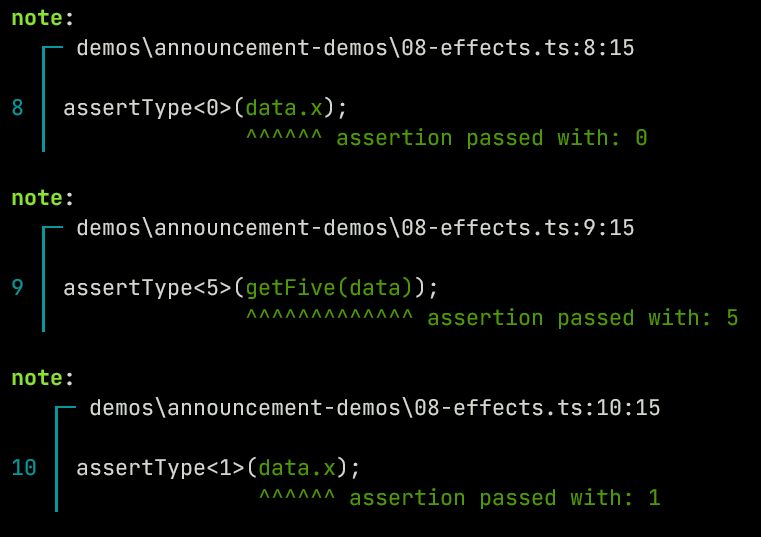 note:
demos\announcement-demos\08-effects.ts:8:15
8 assertType<0>(data.x);
^^^^^^ assertion passed with: 0
note:
demos\announcement-demos\08-effects.ts:9:15
9 assertType<5>(getFive(data));
^^^^^^^^^^^^^ assertion passed with: 5
note:
demos\announcement-demos\08-effects.ts:10:15
10 assertType<1>(data.x);
^^^^^^ assertion passed with: 1